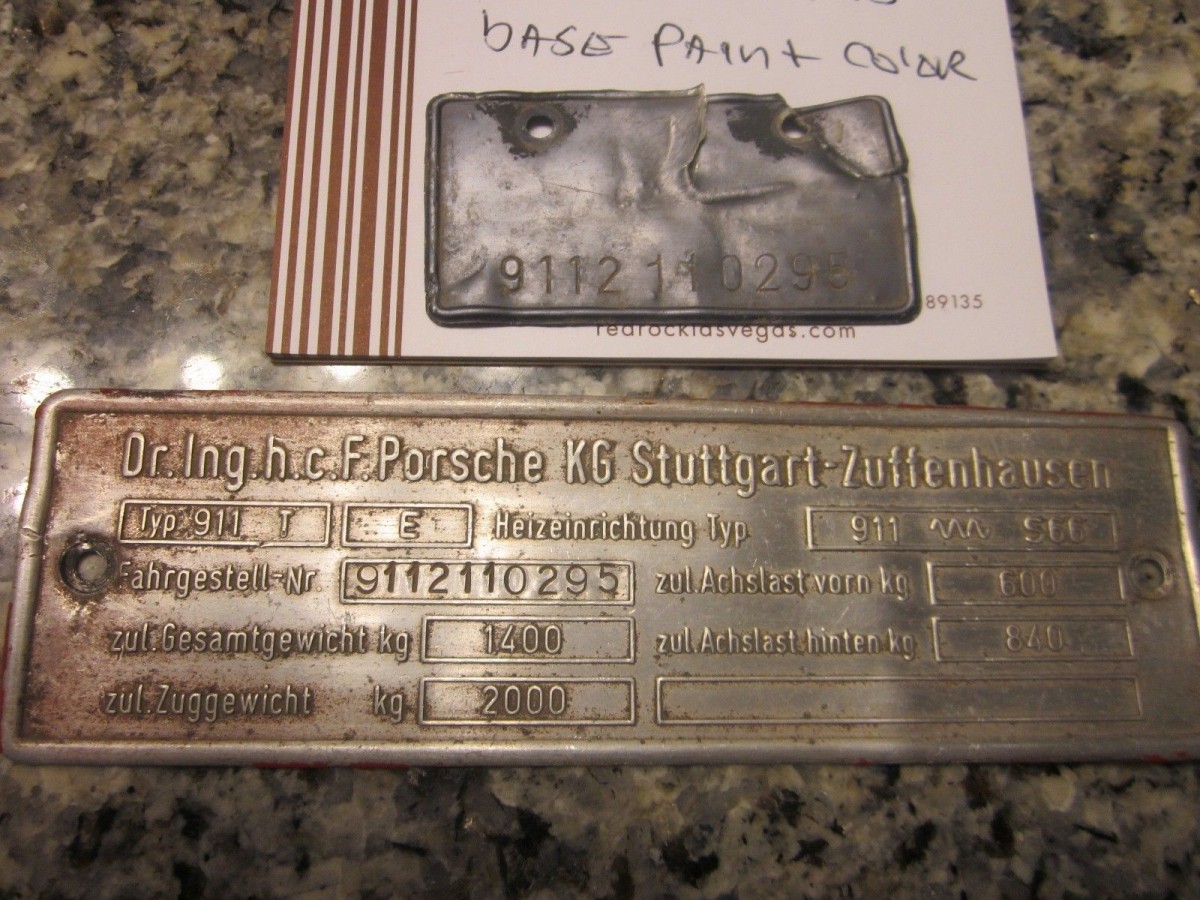 BASE PAINT COLOR
9112110295
89135
redrocklasvegas.com
Dr.Ing.h.c.F.Porsche KG Stuttgart-Zuffenhausen
Typ 911 T E Heizeinrichtung Typ 911 S66
Fahrgestell-Nr 9112110295 zul.Achslast vorn kg 600
zul.Gesamtgewicht kg 1400 zul.Achslast hinten kg 840
zul.Zuggewicht kg 2000